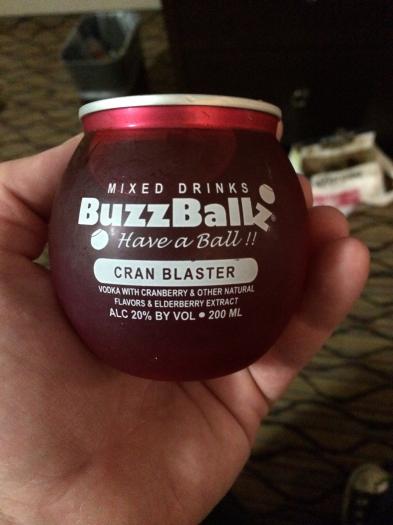 MIXED DRINKS
BuzzBallz®
Have a Ball!!
CRAN BLASTER
VODKA WITH CRANBERRY & OTHER NATURAL
FLAVORS & ELDERBERRY EXTRACT
ALC 20% BY VOL • 200 ML